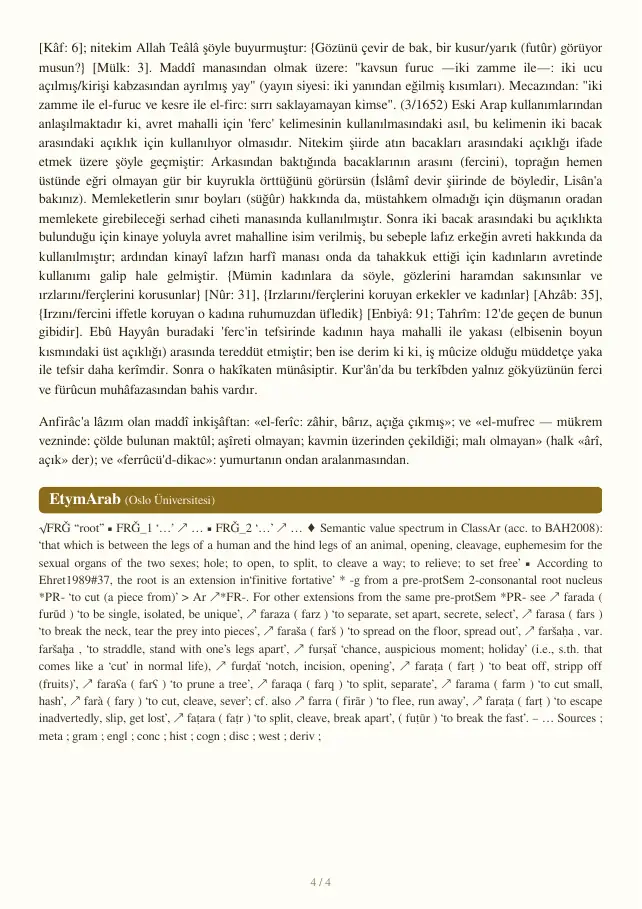 [Kâf: 6]; nitekim Allah Teâlâ şöyle buyurmuştur: {Gözünü çevir de bak, bir kusur/yarık (futûr) görüyor
musun?} [Mülk: 3]. Maddî manasından olmak üzere: "kavsun furuc —iki zamme ile—: iki ucu
açılmış/kirişi kabzasından ayrılmış yay" (yayın siyesi: iki yanından eğilmiş kısımları). Mecazından: "iki
zamme ile el-furuc ve kesre ile el-firc: sırrı saklayamayan kimse". (3/1652) Eski Arap kullanımlarından
anlaşılmaktadır ki, avret mahalli için 'ferc' kelimesinin kullanılmasındaki asıl, bu kelimenin iki bacak
arasındaki açıklık için kullanılıyor olmasıdır. Nitekim şiirde atın bacakları arasındaki açıklığı ifade
etmek üzere şöyle geçmiştir: Arkasından baktığında bacaklarının arasını (fercini), toprağın hemen
üstünde eğri olmayan gür bir kuyrukla örttüğünü görürsün (İslâmî devir şiirinde de böyledir, Lisân'a
bakınız). Memleketlerin sınır boyları (süğûr) hakkında da, müstahkem olmadığı için düşmanın oradan
memlekete girebileceği serhad ciheti manasında kullanılmıştır. Sonra iki bacak arasındaki bu açıklıkta
bulunduğu için kinaye yoluyla avret mahalline isim verilmiş, bu sebeple lafız erkeğin avreti hakkında da
kullanılmıştır; ardından kinayî lafzın harfî manası onda da tahakkuk ettiği için kadınların avretinde
kullanımı galip hale gelmiştir. {Mümin kadınlara da söyle, gözlerini haramdan sakınsınlar ve
ırzlarını/ferçlerini korusunlar} [Nûr: 31], {Irzlarını/ferçlerini koruyan erkekler ve kadınlar} [Ahzâb: 35],
{Irzını/fercini iffetle koruyan o kadına ruhumuzdan üfledik} [Enbiyâ: 91; Tahrîm: 12'de geçen de bunun
gibidir]. Ebû Hayyân buradaki 'ferc'in tefsirinde kadının haya mahalli ile yakası (elbisenin boyun
kısmındaki üst açıklığı) arasında tereddüt etmiştir; ben ise derim ki ki, iş mûcize olduğu müddetçe yaka
ile tefsir daha kerîmdir. Sonra o hakîkaten münâsiptir. Kur'ân'da bu terkîbden yalnız gökyüzünün ferci
ve fürûcun muhâfazasından bahis vardır.
Anfirâc'a lâzım olan maddî inkişâftan: «el-ferîc: zâhir, bârız, açığa çıkmış»; ve «el-mufrec — mükrem
vezninde: çölde bulunan maktûl; aşîreti olmayan; kavmin üzerinden çekildiği; malı olmayan» (halk «ârî,
açık» der); ve «ferrûcü'd-dikac»: yumurtanın ondan aralanmasından.
EtymArab (Oslo Üniversitesi)
√FRǦ “root” ▪ FRǦ_1 ‘…’ ↗ … ▪ FRǦ_2 ‘…’ ↗ … ♦ Semantic value spectrum in ClassAr (acc. to BAH2008):
‘that which is between the legs of a human and the hind legs of an animal, opening, cleavage, euphemesim for the
sexual organs of the two sexes; hole; to open, to split, to cleave a way; to relieve; to set free’ ▪ According to
Ehret1989#37, the root is an extension in‘finitive fortative’ * -g from a pre-protSem 2-consonantal root nucleus
*PR- ‘to cut (a piece from)’ > Ar ↗*FR-. For other extensions from the same pre-protSem *PR- see ↗ farada (
furūd ) ‘to be single, isolated, be unique’, ↗ faraza ( farz ) ‘to separate, set apart, secrete, select’, ↗ farasa ( fars )
‘to break the neck, tear the prey into pieces’, ↗ faraša ( farš ) ‘to spread on the floor, spread out’, ↗ faršaḥa , var.
faršaḫa , ‘to straddle, stand with one’s legs apart’, ↗ furṣaẗ ‘chance, auspicious moment; holiday’ (i.e., s.th. that
comes like a ‘cut’ in normal life), ↗ furḍaẗ ‘notch, incision, opening’, ↗ faraṭa ( farṭ ) ‘to beat off, stripp off
(fruits)’, ↗ faraʕa ( farʕ ) ‘to prune a tree’, ↗ faraqa ( farq ) ‘to split, separate’, ↗ farama ( farm ) ‘to cut small,
hash’, ↗ farà ( fary ) ‘to cut, cleave, sever’; cf. also ↗ farra ( firār ) ‘to flee, run away’, ↗ faraṭa ( farṭ ) ‘to escape
inadvertedly, slip, get lost’, ↗ faṭara ( faṭr ) ‘to split, cleave, break apart’, ( fuṭūr ) ‘to break the fast’. – … Sources ;
meta ; gram ; engl ; conc ; hist ; cogn ; disc ; west ; deriv ;
4 / 4